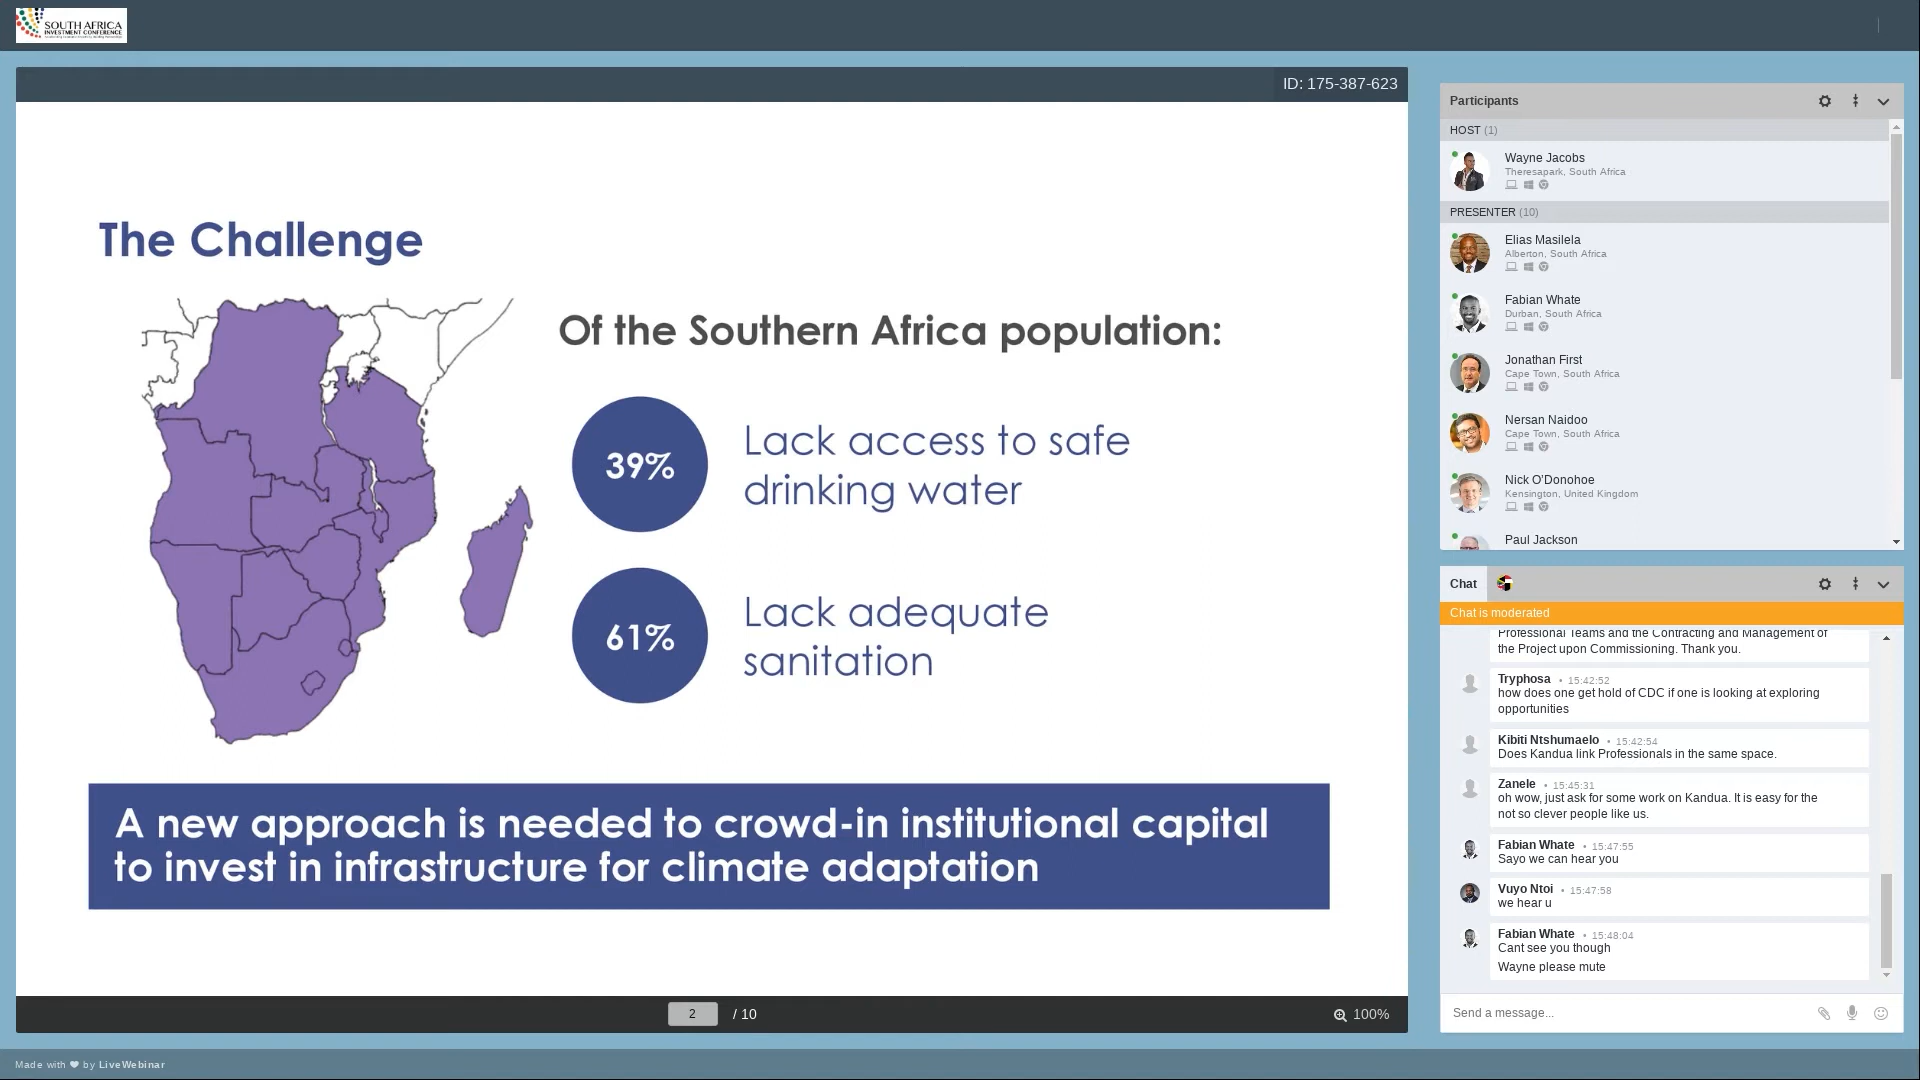 SOUTH AFRICA
INVESTMENT CONFERENCE
ID: 175-387-623
The Challenge
Of the Southern Africa population:
39%
Lack access to safe
drinking water
61%
Lack adequate
sanitation
A new approach is needed to crowd-in institutional capital
to invest in infrastructure for climate adaptation
2 / 10
100%
Participants
HOST (1)
Wayne Jacobs
Theresapark, South Africa
PRESENTER (10)
Elias Masilela
Alberton, South Africa
Fabian Whate
Durban, South Africa
Jonathan First
Cape Town, South Africa
Nersan Naidoo
Cape Town, South Africa
Nick O'Donohoe
Kensington, United Kingdom
Paul Jackson
Chat
Chat is moderated
Professional Teams and the Contracting and Management of
the Project upon Commissioning. Thank you.
Tryphosa • 15:42:52
how does one get hold of CDC if one is looking at exploring
opportunities
Kibiti Ntshumaelo • 15:42:54
Does Kandua link Professionals in the same space.
Zanele • 15:45:31
oh wow, just ask for some work on Kandua. It is easy for the
not so clever people like us.
Fabian Whate • 15:47:55
Sayo we can hear you
Vuyo Ntoi • 15:47:58
we hear u
Fabian Whate • 15:48:04
Cant see you though
Wayne please mute
Send a message...
Made with ❤ by LiveWebinar